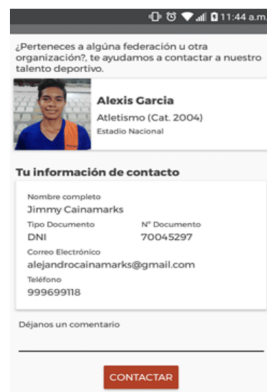 11:44 a.m.
¿Perteneces a algúna federación u otra
organización?, te ayudamos a contactar a nuestro
talento deportivo.
Alexis Garcia
Atletismo (Cat. 2004)
Estadio Nacional
Tu información de contacto
Nombre completo
Jimmy Cainamarks
Tipo Documento N° Documento
DNI 70045297
Correo Electrónico
alejandrocainamarks@gmail.com
Teléfono
999699118
Déjanos un comentario
CONTACTAR